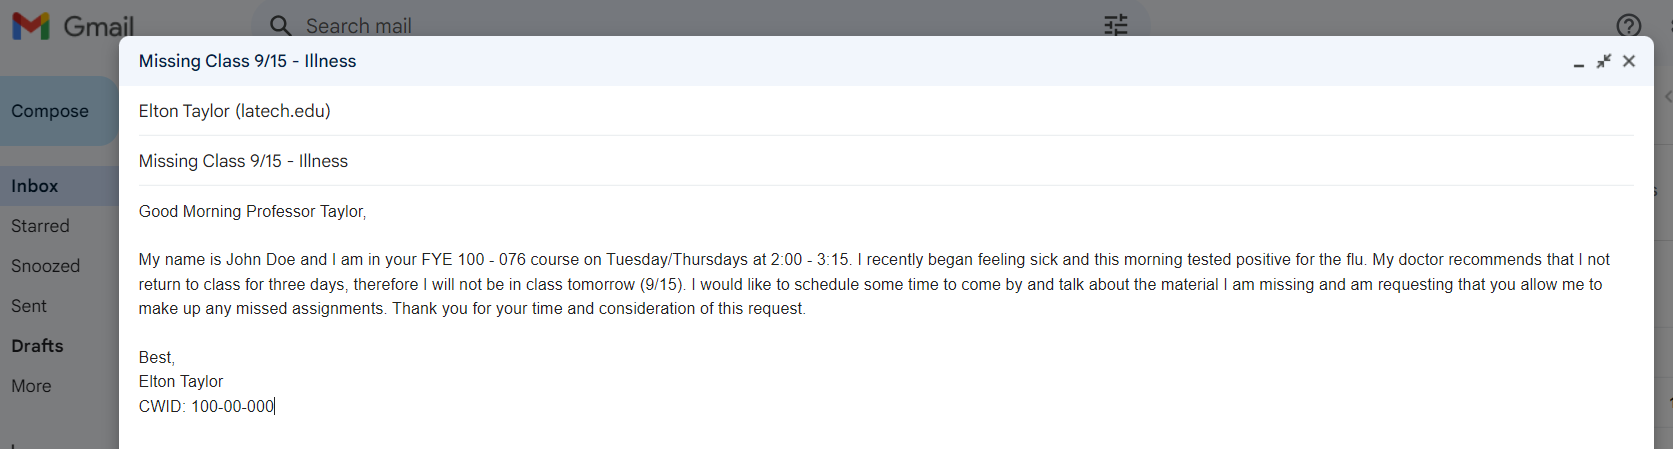 Gmail
Search mail
Missing Class 9/15 - Illness
Compose
Elton Taylor (latech.edu)
Missing Class 9/15 - Illness
Inbox
Starred
Snoozed
Sent
Drafts
More
Good Morning Professor Taylor,
My name is John Doe and I am in your FYE 100 - 076 course on Tuesday/Thursdays at 2:00 - 3:15. I recently began feeling sick and this morning tested positive for the flu. My doctor recommends that I not
return to class for three days, therefore I will not be in class tomorrow (9/15). I would like to schedule some time to come by and talk about the material I am missing and am requesting that you allow me to
make up any missed assignments. Thank you for your time and consideration of this request.
Best,
Elton Taylor
CWID: 100-00-000